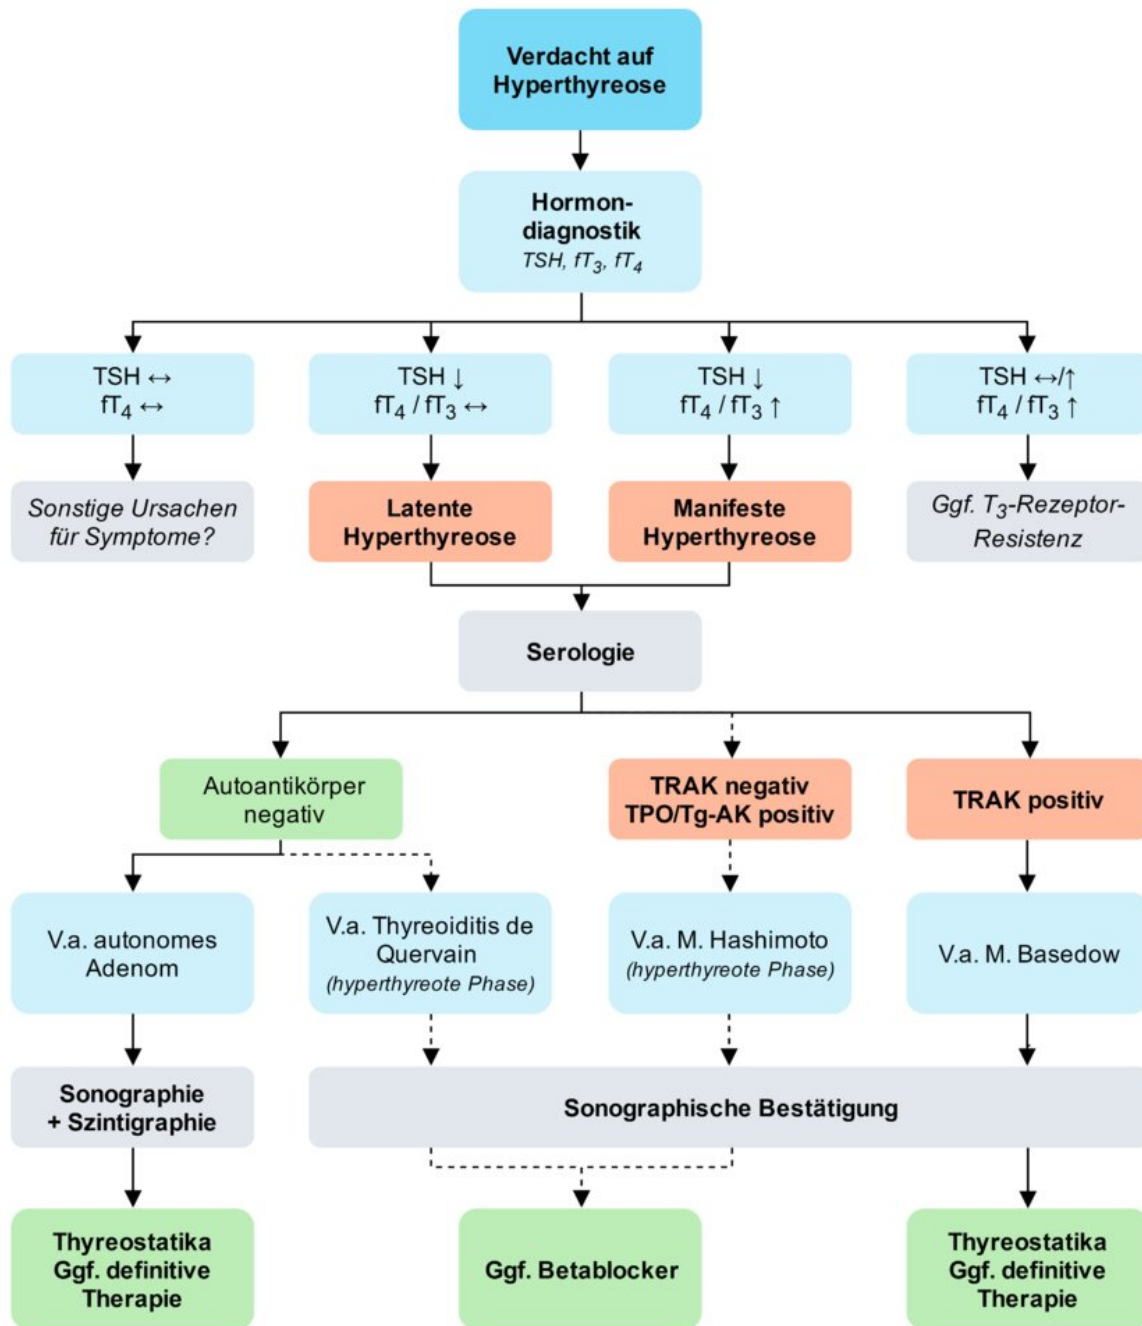 Verdacht auf
Hyperthyreose
Hormon-
diagnostik
TSH, fT3, fT4
TSH ↔
fT4 ↔
TSH ↓
fT4 / fT3 ↔
TSH ↓
fT4 / fT3 ↑
TSH ↔/↑
fT4 / fT3 ↑
Sonstige Ursachen
für Symptome?
Latente
Hyperthyreose
Manifeste
Hyperthyreose
Ggf. T3-Rezeptor-
Resistenz
Serologie
Autoantikörper
negativ
TRAK negativ
TPO/Tg-AK positiv
TRAK positiv
V.a. autonomes
Adenom
V.a. Thyreoiditis de
Quervain
(hyperthyreote Phase)
V.a. M. Hashimoto
(hyperthyreote Phase)
V.a. M. Basedow
Sonographie
+ Szintigraphie
Sonographische Bestätigung
Thyreostatika
Ggf. definitive
Therapie
Ggf. Betablocker
Thyreostatika
Ggf. definitive
Therapie